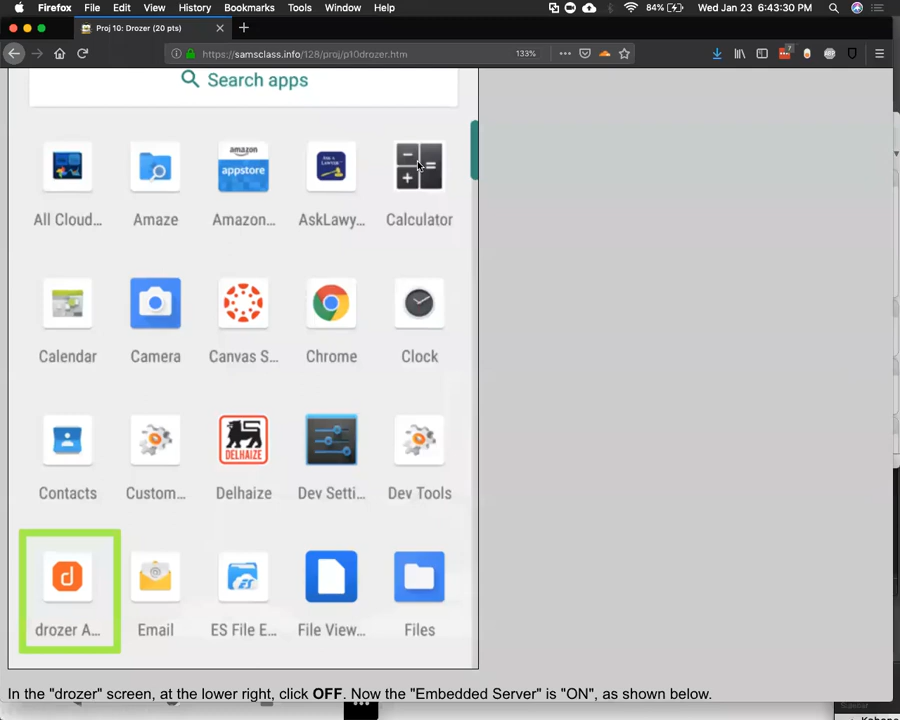 Firefox File Edit View History Bookmarks Tools Window Help 84% Wed Jan 23 6:43:30 PM
Proj 10: Drozer (20 pts)
https://samsclass.info/128/proj/p10drozer.htm 133% 7
Search apps
amazon
appstore
ASK A
LAWYER
All Cloud... Amaze Amazon... AskLawy... Calculator
Calendar Camera Canvas S... Chrome Clock
DELHAIZE
Contacts Custom... Delhaize Dev Setti... Dev Tools
d
drozer A... Email ES File E... File View... Files
In the "drozer" screen, at the lower right, click OFF. Now the "Embedded Server" is "ON", as shown below.